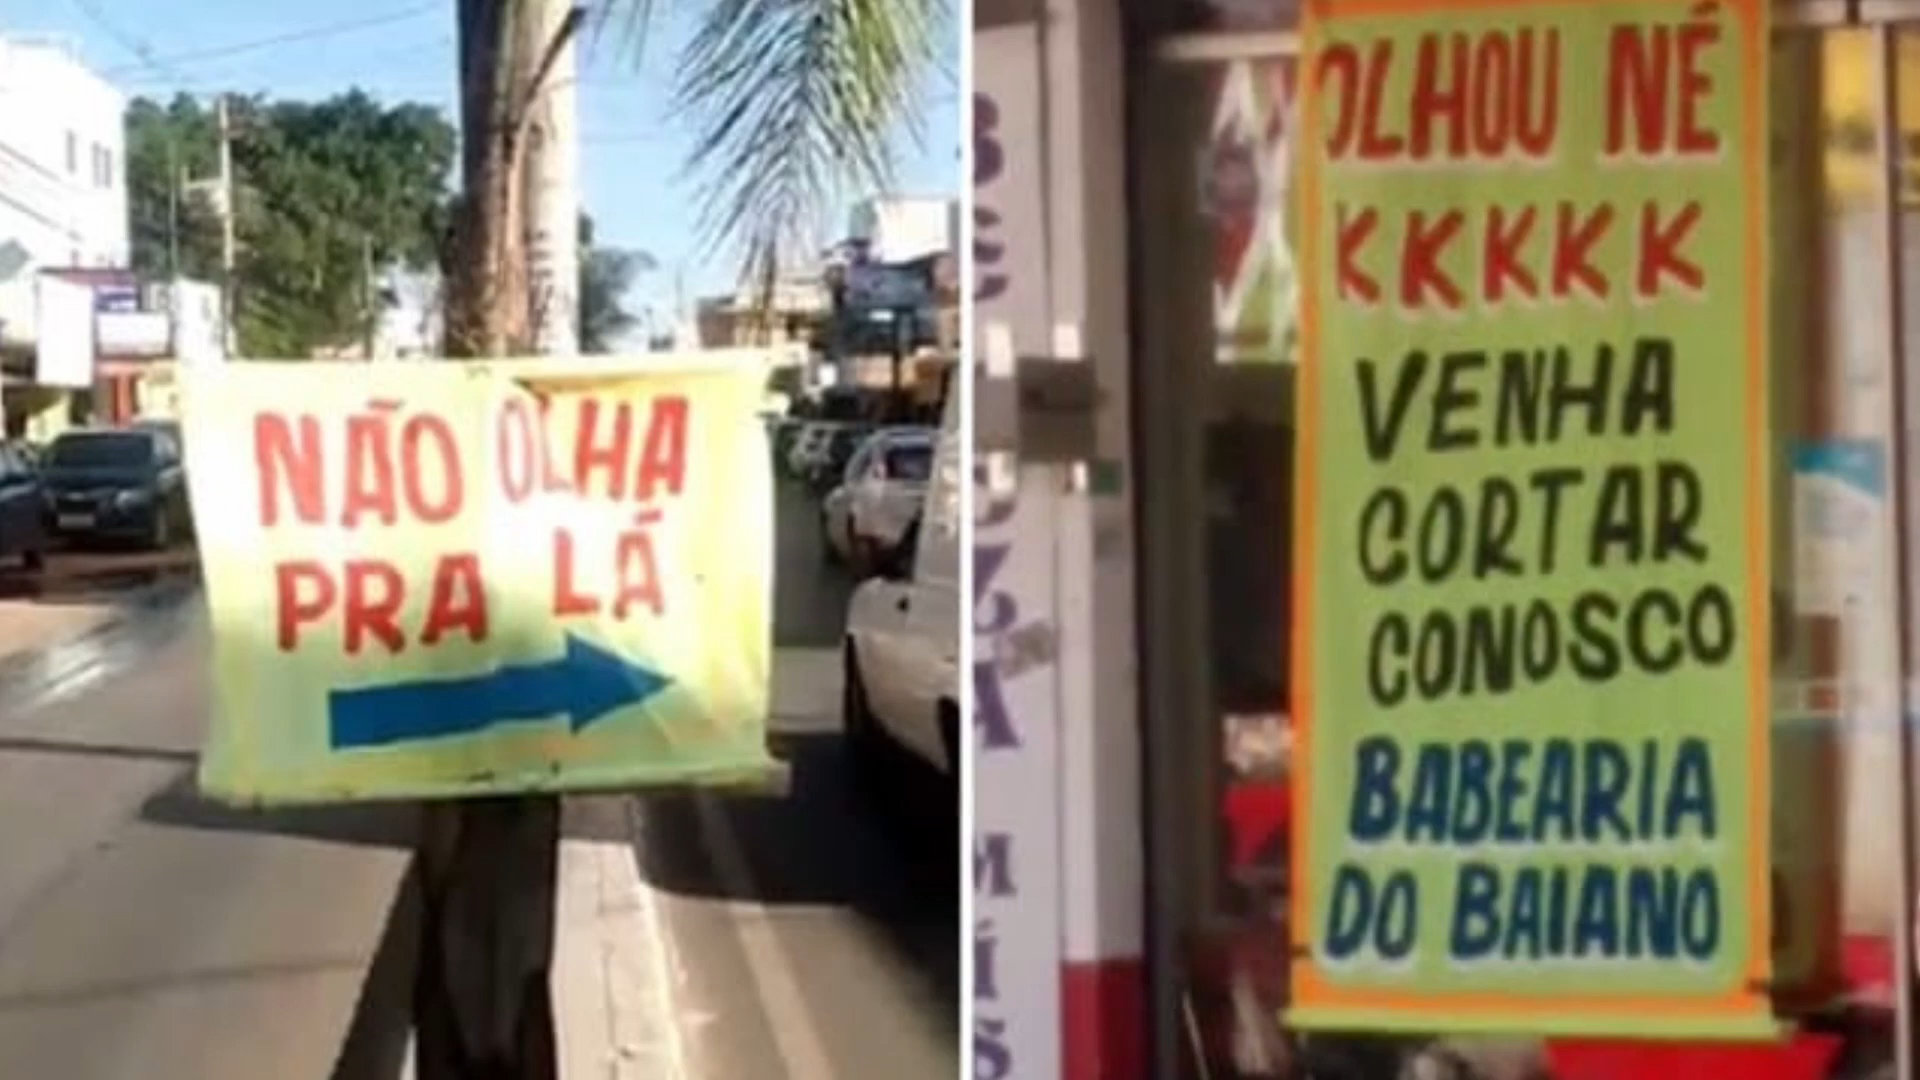 NÃO OLHA
PRA LÁ
OLHOU NÉ
KKKKK
VENHA
CORTAR
CONOSCO
BABEARIA
DO BAIANO